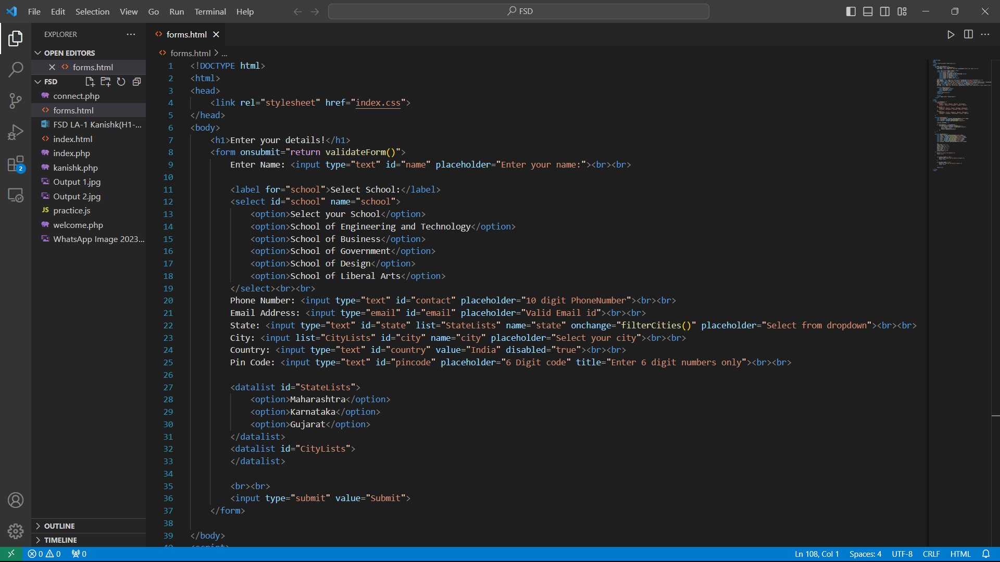 File Edit Selection View Go Run Terminal Help
FSD
EXPLORER
OPEN EDITORS
forms.html
FSD
connect.php
forms.html
FSD LA-1 Kanishk(H1-...
index.html
index.php
kanishk.php
Output 1.jpg
Output 2.jpg
JS practice.js
welcome.php
WhatsApp Image 2023...
2
OUTLINE
TIMELINE
forms.html
forms.html > ...
1 <!DOCTYPE html>
2 <html>
3 <head>
4     <link rel="stylesheet" href="index.css">
5 </head>
6 <body>
7     <h1>Enter your details!</h1>
8     <form onsubmit="return validateForm()">
9         Enter Name: <input type="text" id="name" placeholder="Enter your name:"><br><br>
10
11         <label for="school">Select School:</label>
12         <select id="school" name="school">
13             <option>Select your School</option>
14             <option>School of Engineering and Technology</option>
15             <option>School of Business</option>
16             <option>School of Government</option>
17             <option>School of Design</option>
18             <option>School of Liberal Arts</option>
19         </select><br><br>
20         Phone Number: <input type="text" id="contact" placeholder="10 digit PhoneNumber"><br><br>
21         Email Address: <input type="email" id="email" placeholder="Valid Email id"><br><br>
22         State: <input type="text" id="state" list="StateLists" name="state" onchange="filterCities()" placeholder="Select from dropdown"><br><br>
23         City: <input list="CityLists" id="city" name="city" placeholder="Select your city"><br><br>
24         Country: <input type="text" id="country" value="India" disabled="true"><br><br>
25         Pin Code: <input type="text" id="pincode" placeholder="6 Digit code" title="Enter 6 digit numbers only"><br><br>
26
27         <datalist id="StateLists">
28             <option>Maharashtra</option>
29             <option>Karnataka</option>
30             <option>Gujarat</option>
31         </datalist>
32         <datalist id="CityLists">
33         </datalist>
34
35         <br><br>
36         <input type="submit" value="Submit">
37     </form>
38
39 </body>
40 <script>
0 0 0
Ln 108, Col 1 Spaces: 4 UTF-8 CRLF HTML